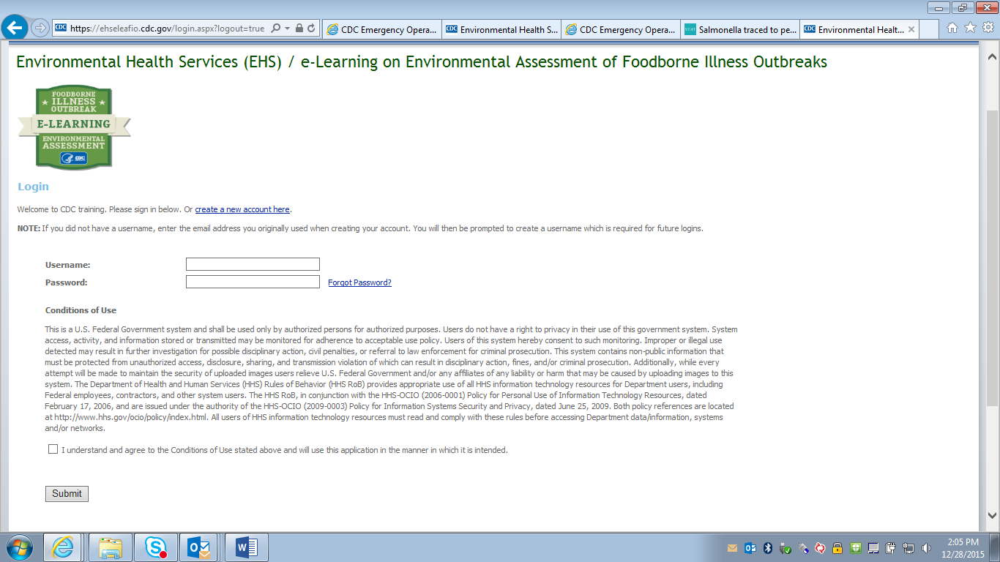 https://ehseleafio.cdc.gov/login.aspx?logout=true
CDC Emergency Opera...
CDC
Environmental Health S...
CDC Emergency Opera...
STAT
Salmonella traced to pe...
CDC
Environmental Healt...
Environmental Health Services (EHS) / e-Learning on Environmental Assessment of Foodborne Illness Outbreaks
FOODBORNE
ILLNESS
OUTBREAK
E-LEARNING
ENVIRONMENTAL
ASSESSMENT
CDC
Login
Welcome to CDC training. Please sign in below. Or create a new account here.
NOTE: If you did not have a username, enter the email address you originally used when creating your account. You will then be prompted to create a username which is required for future logins.
Username:
Password:
Forgot Password?
Conditions of Use
This is a U.S. Federal Government system and shall be used only by authorized persons for authorized purposes. Users do not have a right to privacy in their use of this government system. System
access, activity, and information stored or transmitted may be monitored for adherence to acceptable use policy. Users of this system hereby consent to such monitoring. Improper or illegal use
detected may result in further investigation for possible disciplinary action, civil penalties, or referral to law enforcement for criminal prosecution. This system contains non-public information that
must be protected from unauthorized access, disclosure, sharing, and transmission violation of which can result in disciplinary action, fines, and/or criminal prosecution. Additionally, while every
attempt will be made to maintain the security of uploaded images users relieve U.S. Federal Government and/or any affiliates of any liability or harm that may be caused by uploading images to this
system. The Department of Health and Human Services (HHS) Rules of Behavior (HHS RoB) provides appropriate use of all HHS information technology resources for Department users, including
Federal employees, contractors, and other system users. The HHS RoB, in conjunction with the HHS-OCIO (2006-0001) Policy for Personal Use of Information Technology Resources, dated
February 17, 2006, and are issued under the authority of the HHS-OCIO (2009-0003) Policy for Information Systems Security and Privacy, dated June 25, 2009. Both policy references are located
at http://www.hhs.gov/ocio/policy/index.html. All users of HHS information technology resources must read and comply with these rules before accessing Department data/information, systems
and/or networks.
I understand and agree to the Conditions of Use stated above and will use this application in the manner in which it is intended.
Submit
2:05 PM
12/28/2015